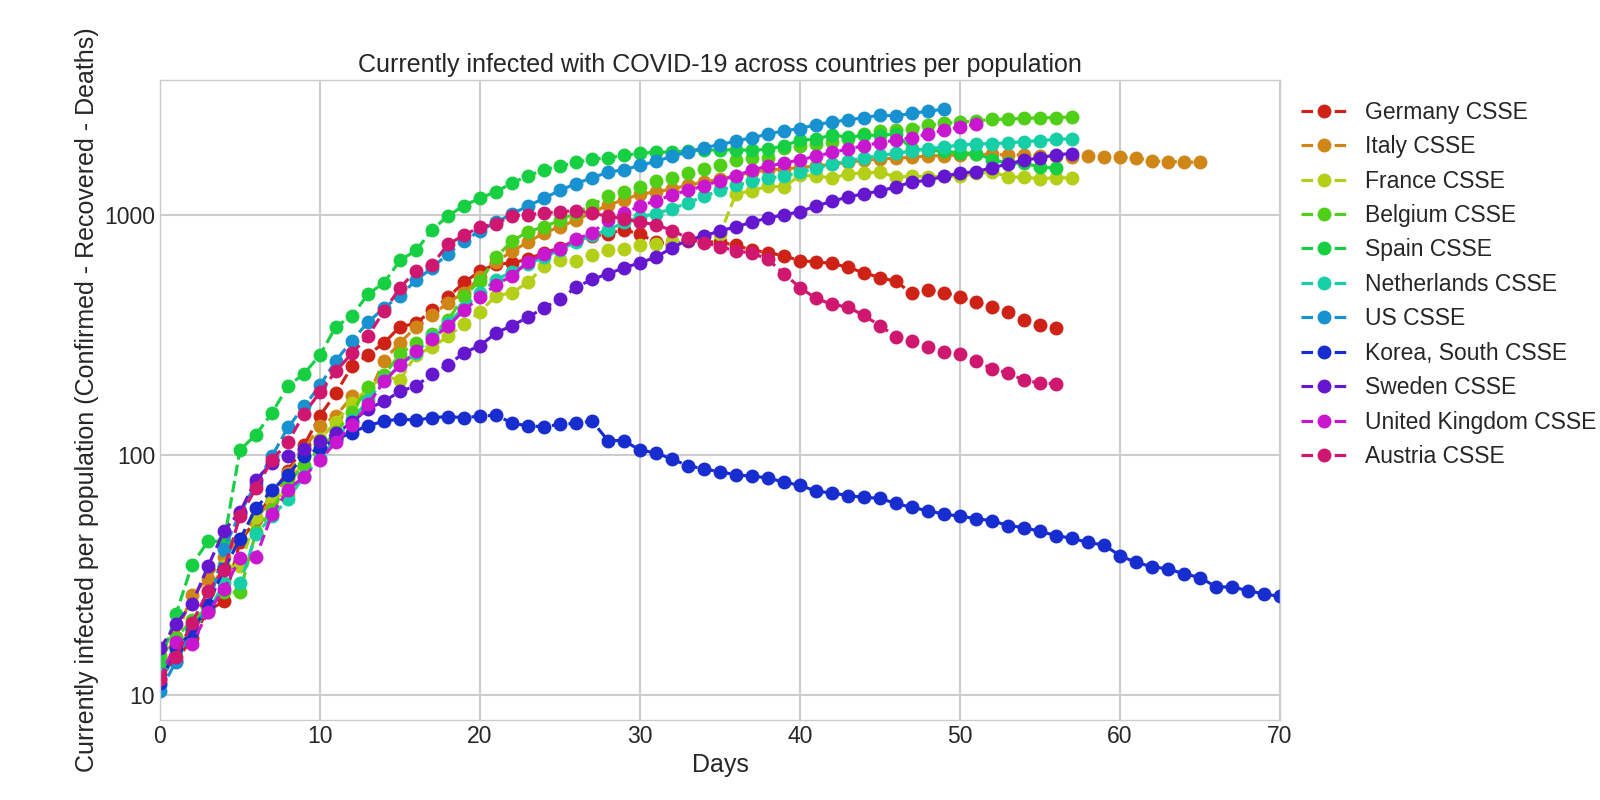 Currently infected with COVID-19 across countries per population
Currently infected per population (Confirmed - Recovered - Deaths)
1000
100
10
0 10 20 30 40 50 60 70
Days
Germany CSSE
Italy CSSE
France CSSE
Belgium CSSE
Spain CSSE
Netherlands CSSE
US CSSE
Korea, South CSSE
Sweden CSSE
United Kingdom CSSE
Austria CSSE